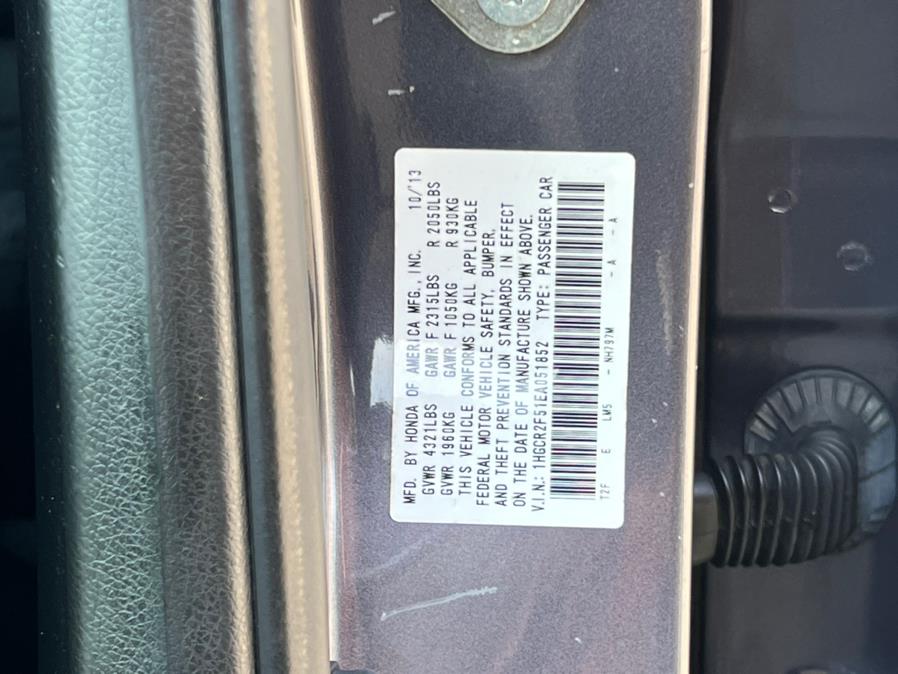 MFD. BY HONDA OF AMERICA MFG., INC. 10/'13
GVWR 4321LBS GAWR F 2315LBS R 2050LBS
GVWR 1960KG GAWR F 1050KG R 930KG
THIS VEHICLE CONFORMS TO ALL APPLICABLE
FEDERAL MOTOR VEHICLE SAFETY, BUMPER,
AND THEFT PREVENTION STANDARDS IN EFFECT
ON THE DATE OF MANUFACTURE SHOWN ABOVE.
V.I.N.: 1HGCR2F51EA051852 TYPE: PASSENGER CAR
T2F E LM5 - NH797M - A - A